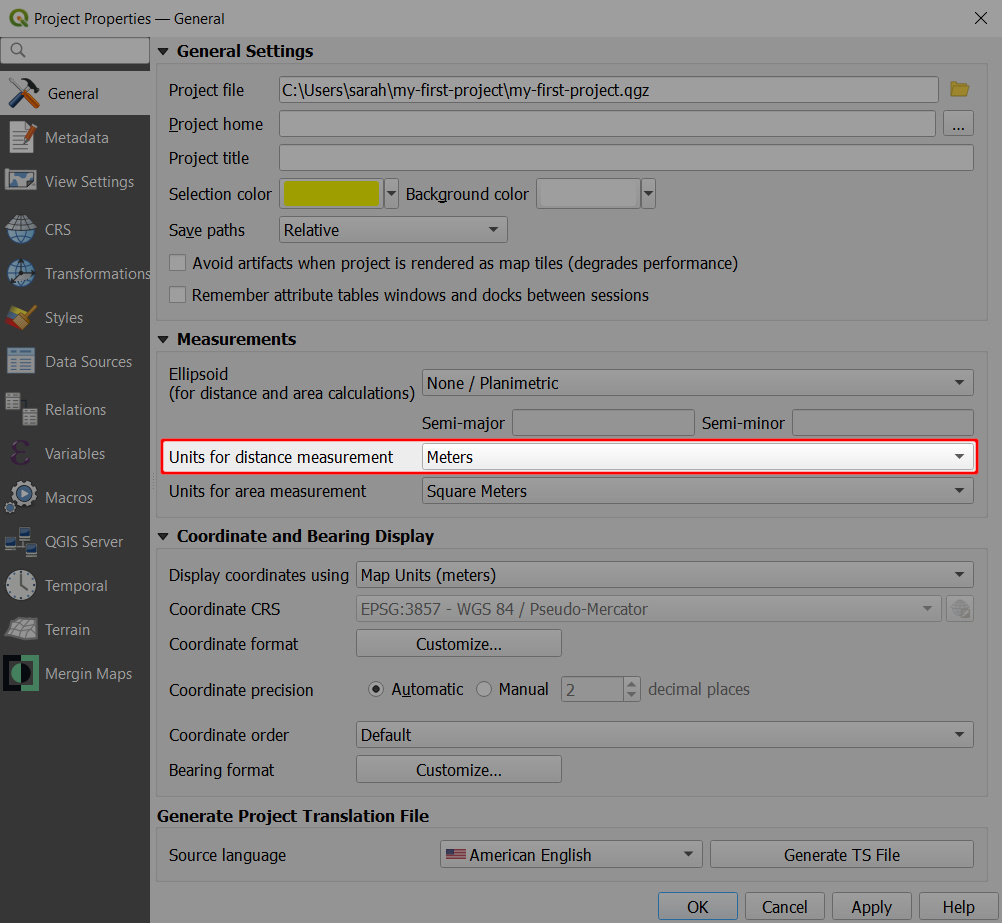 Project Properties — General
General
Metadata
View Settings
CRS
Transformations
Styles
Data Sources
Relations
Variables
Macros
QGIS Server
Temporal
Terrain
Mergin Maps
General Settings
Project file C:\Users\sarah\my-first-project\my-first-project.qgz
Project home ...
Project title
Selection color Background color
Save paths Relative
Avoid artifacts when project is rendered as map tiles (degrades performance)
Remember attribute tables windows and docks between sessions
Measurements
Ellipsoid
(for distance and area calculations) None / Planimetric
Semi-major Semi-minor
Units for distance measurement Meters
Units for area measurement Square Meters
Coordinate and Bearing Display
Display coordinates using Map Units (meters)
Coordinate CRS EPSG:3857 - WGS 84 / Pseudo-Mercator
Coordinate format Customize...
Coordinate precision Automatic Manual 2 decimal places
Coordinate order Default
Bearing format Customize...
Generate Project Translation File
Source language American English Generate TS File
OK Cancel Apply Help